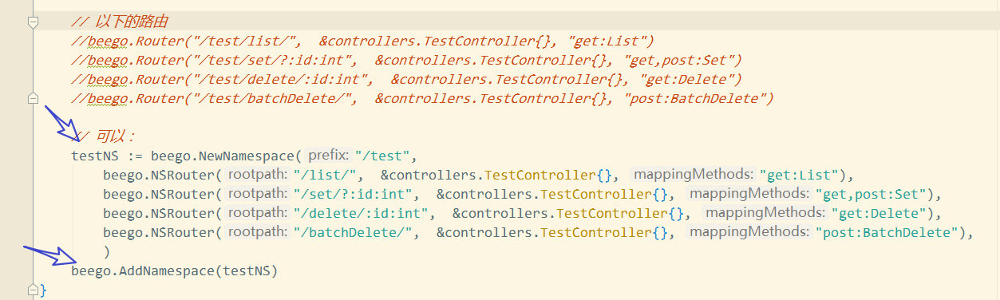 // 以下的路由
//beego.Router("/test/list/",  &controllers.TestController{}, "get:List")
//beego.Router("/test/set/?:id:int",  &controllers.TestController{}, "get,post:Set")
//beego.Router("/test/delete/:id:int",  &controllers.TestController{}, "get:Delete")
//beego.Router("/test/batchDelete/",  &controllers.TestController{}, "post:BatchDelete")
// 可以：
testNS := beego.NewNamespace( prefix: "/test",
beego.NSRouter( rootpath: "/list/",  &controllers.TestController{}, mappingMethods: "get:List"),
beego.NSRouter( rootpath: "/set/?:id:int",  &controllers.TestController{}, mappingMethods: "get,post:Set"),
beego.NSRouter( rootpath: "/delete/:id:int",  &controllers.TestController{}, mappingMethods: "get:Delete"),
beego.NSRouter( rootpath: "/batchDelete/",  &controllers.TestController{}, mappingMethods: "post:BatchDelete"),
)
beego.AddNamespace(testNS)
}